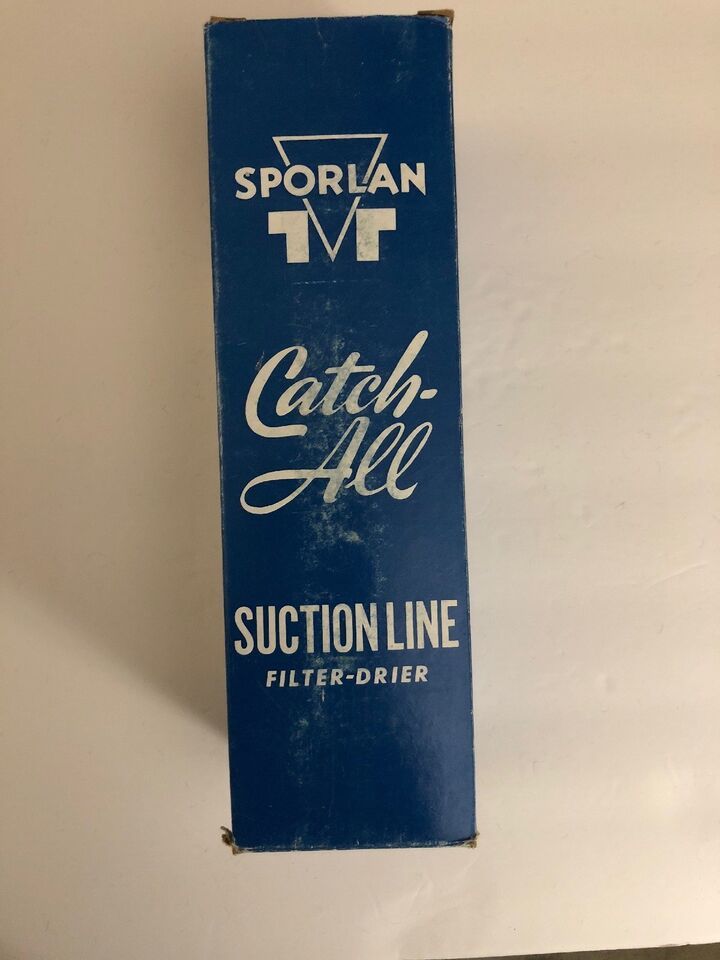 SPORLAN
Catch-
All
SUCTION LINE
FILTER-DRIER